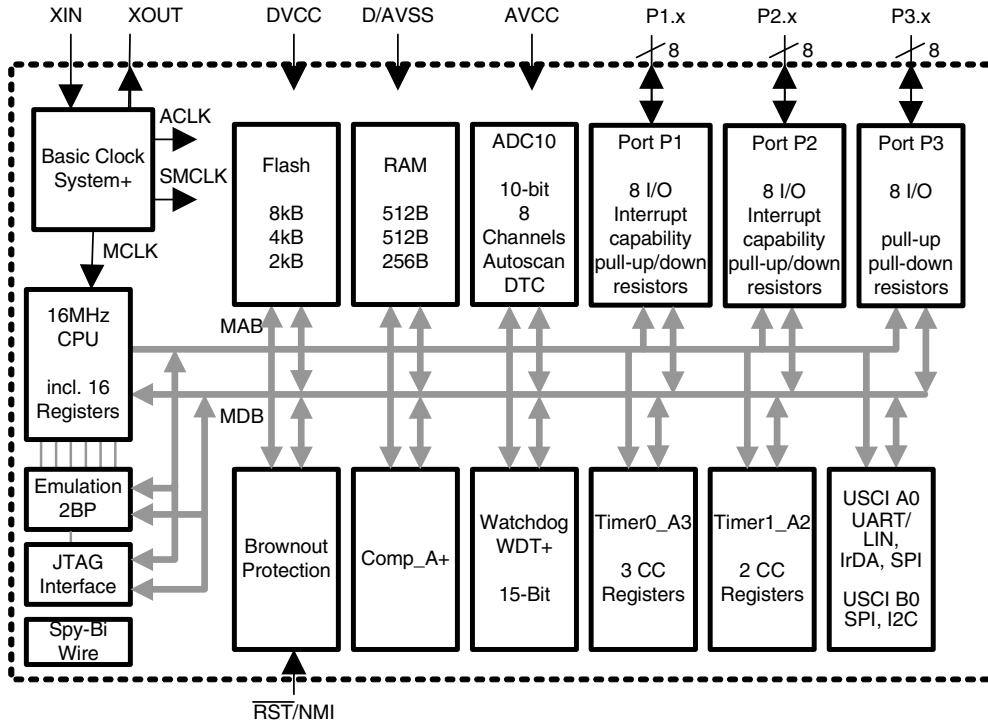 XIN
XOUT
DVCC
D/AVSS
AVCC
P1.x
P2.x
P3.x
8
8
8
Basic Clock
System+
ACLK
SMCLK
MCLK
Flash
8kB
4kB
2kB
RAM
512B
512B
256B
ADC10
10-bit
8
Channels
Autoscan
DTC
Port P1
8 I/O
Interrupt
capability
pull-up/down
resistors
Port P2
8 I/O
Interrupt
capability
pull-up/down
resistors
Port P3
8 I/O
pull-up
pull-down
resistors
16MHz
CPU
incl. 16
Registers
MAB
MDB
Emulation
2BP
JTAG
Interface
Spy-Bi
Wire
Brownout
Protection
Comp_A+
Watchdog
WDT+
15-Bit
Timer0_A3
3 CC
Registers
Timer1_A2
2 CC
Registers
USCI A0
UART/
LIN,
IrDA, SPI
USCI B0
SPI, I2C
RST/NMI